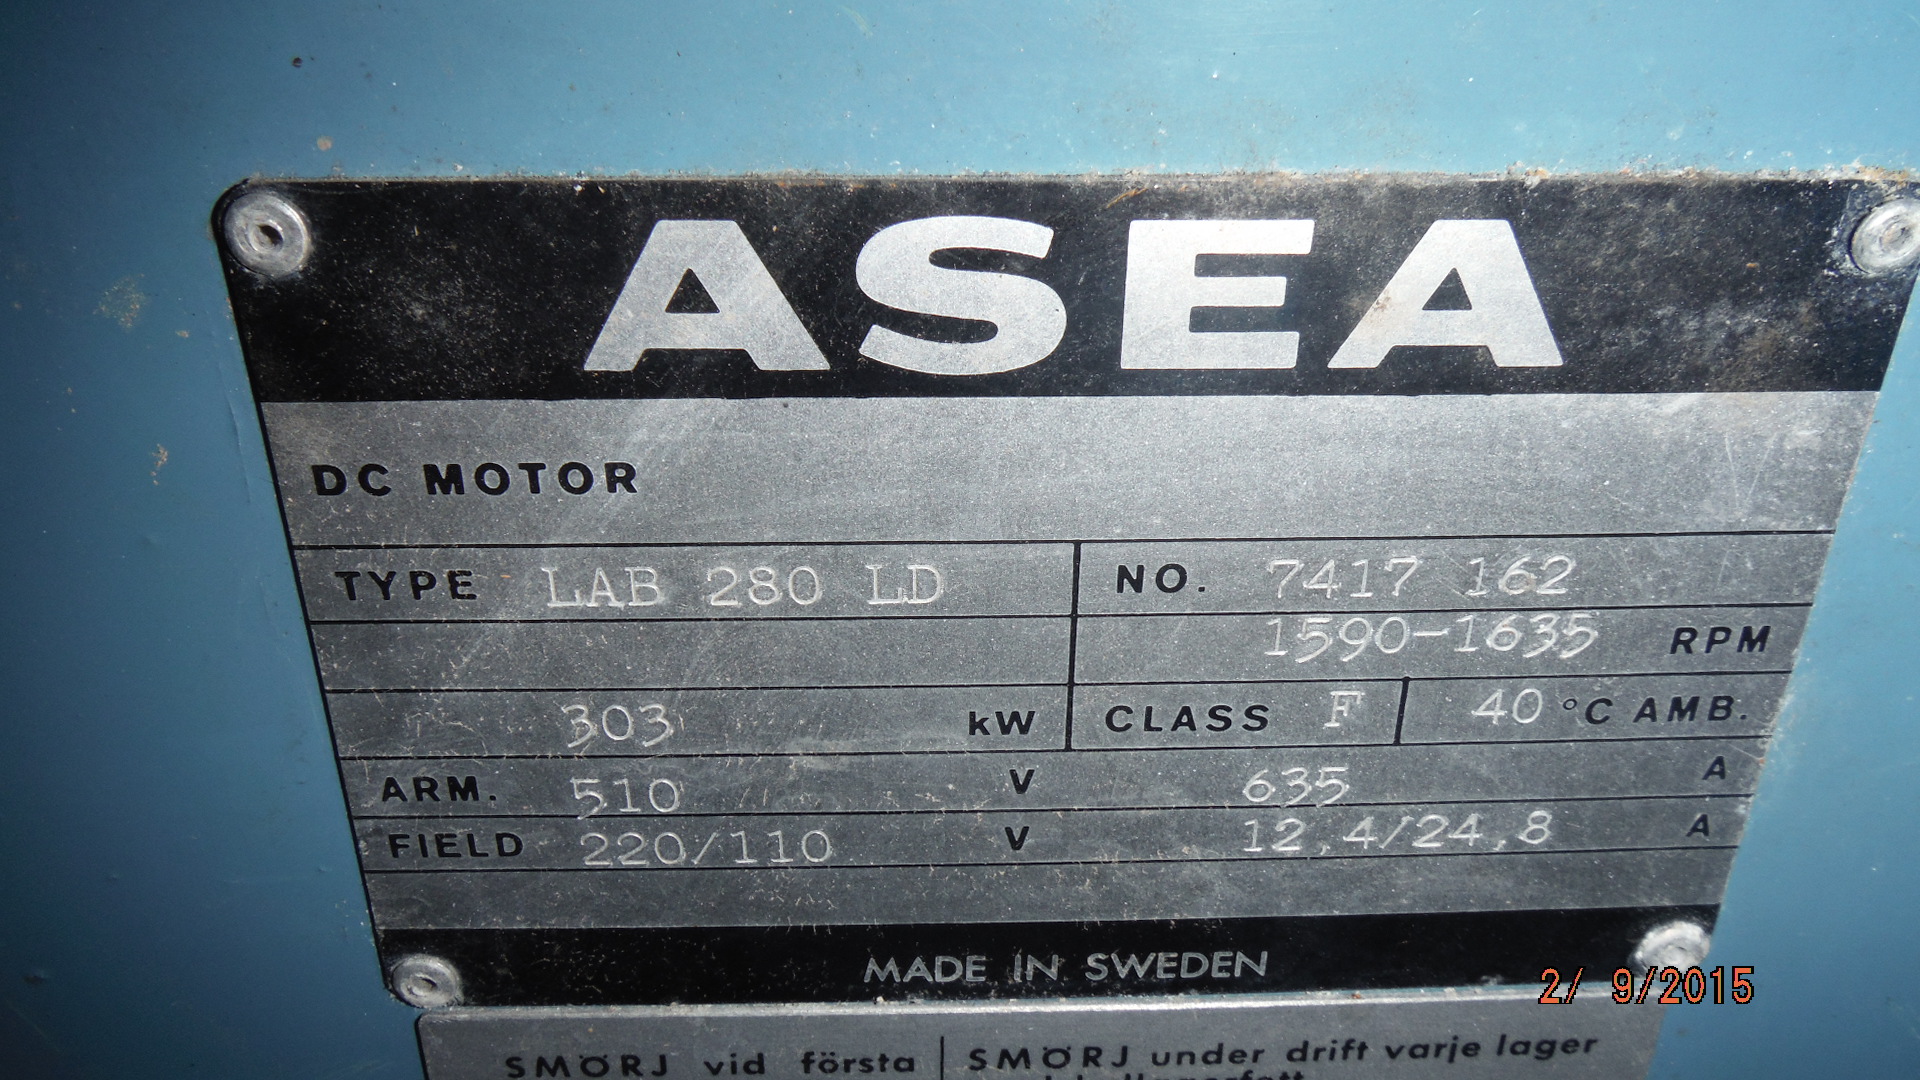 ASEA
DC MOTOR
TYPE LAB 280 LD NO. 7417 162
1590-1635 RPM
303 kW CLASS F 40 °C AMB.
ARM. 510 V 635 A
FIELD 220/110 V 12,4/24,8 A
MADE IN SWEDEN
2/ 9/2015
SMÖRJ vid första
SMÖRJ under drift varje lager